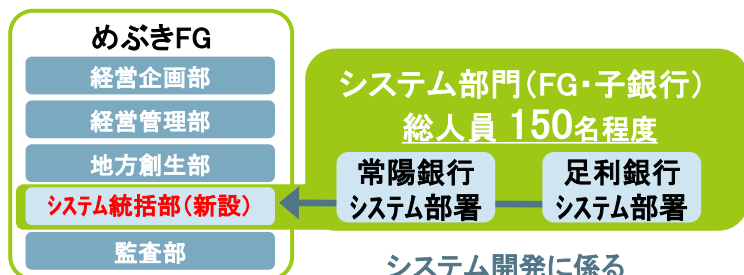 めぶきFG
経営企画部
経営管理部
地方創生部
システム統括部(新設)
監査部
システム部門(FG・子銀行)
総人員 150名程度
常陽銀行
システム部署
足利銀行
システム部署
システム開発に係る